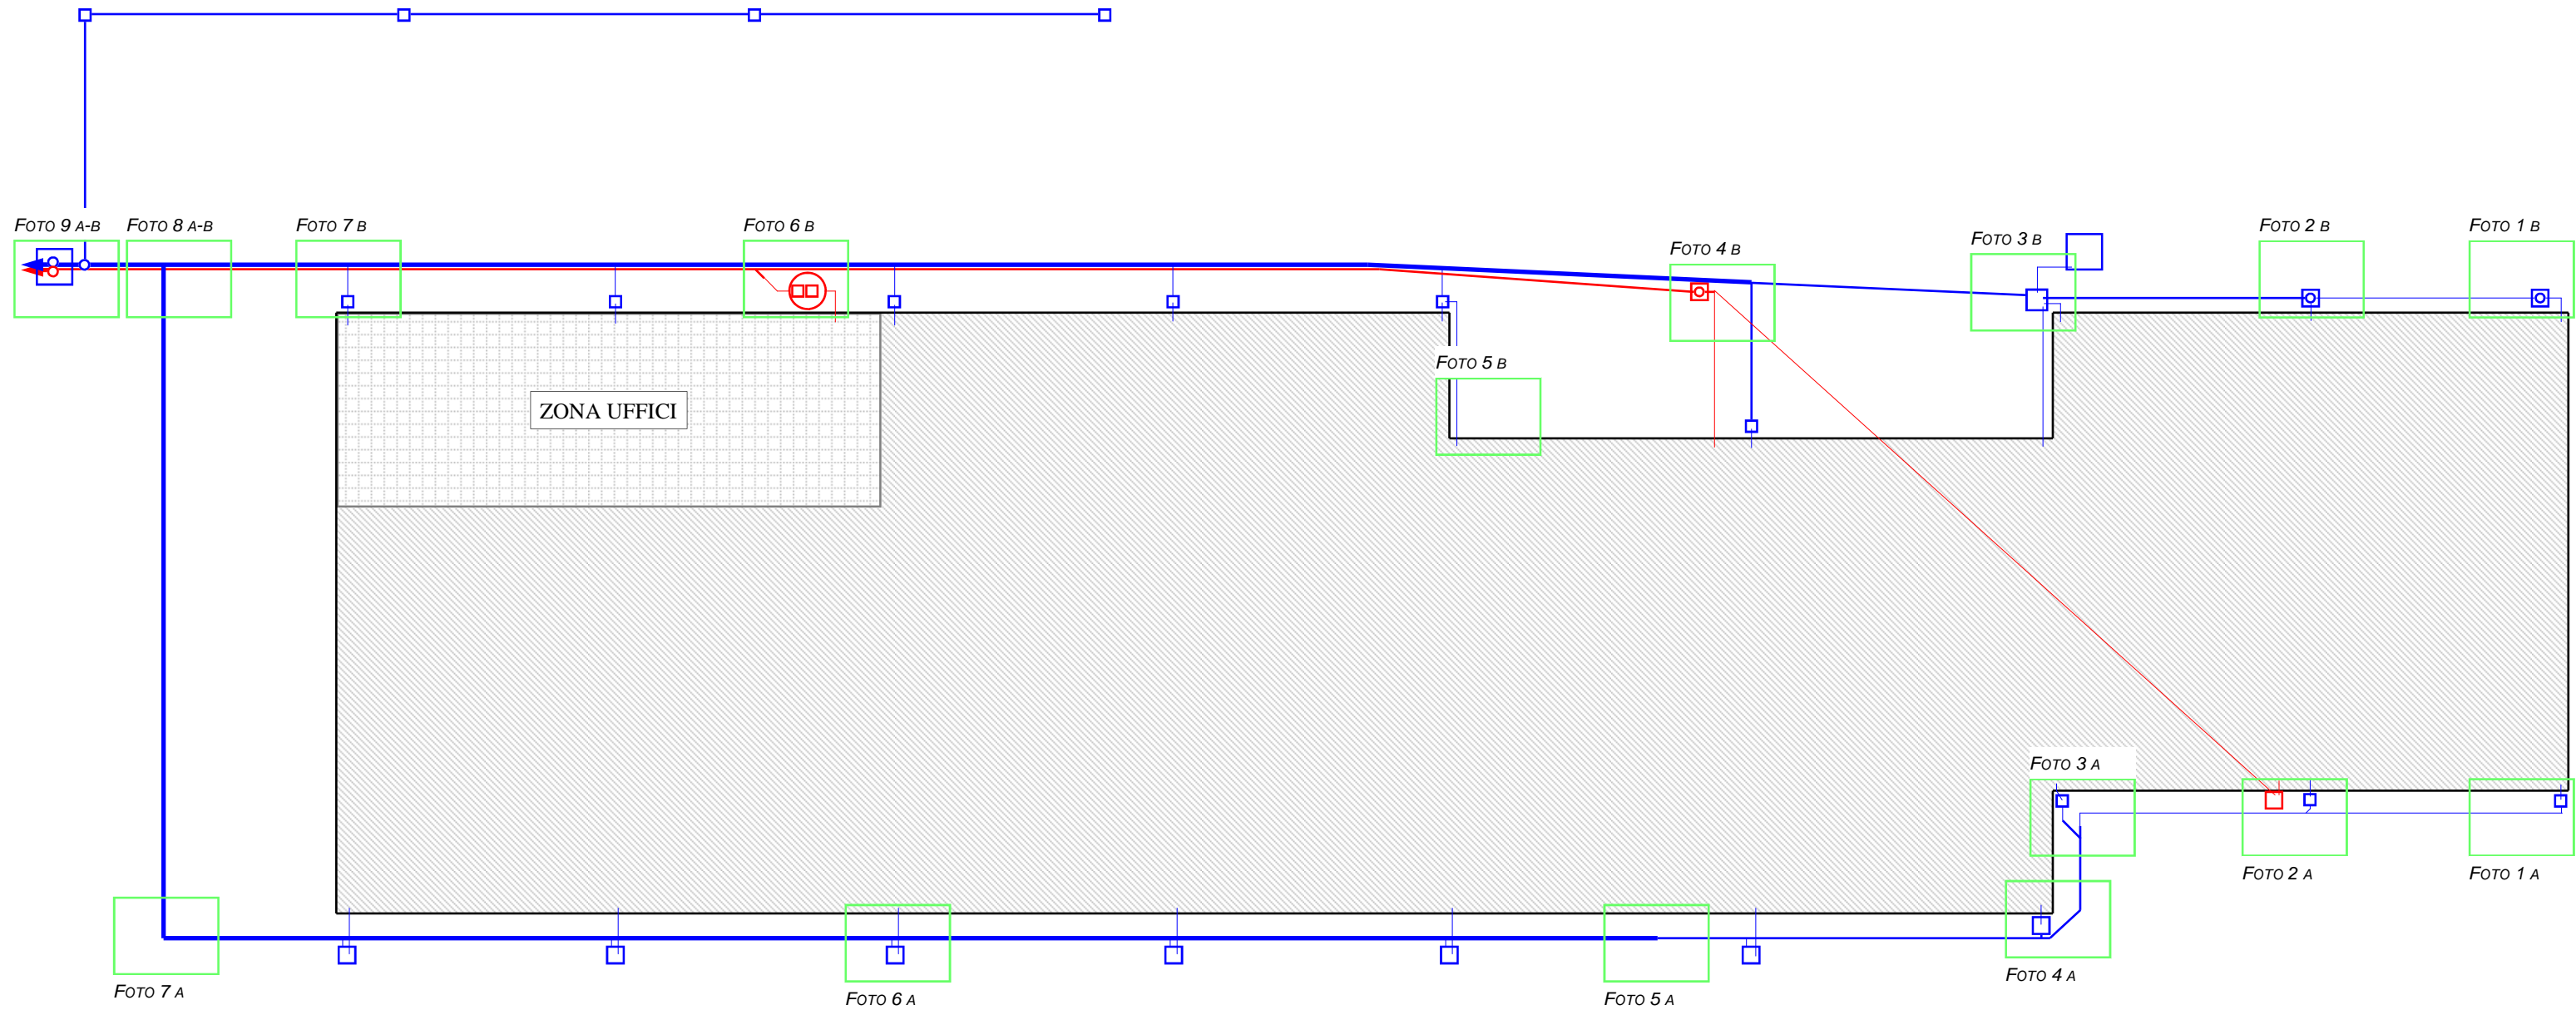 FOTO 9 A-B
FOTO 8 A-B
FOTO 7 B
FOTO 6 B
FOTO 4 B
FOTO 3 B
FOTO 2 B
FOTO 1 B
FOTO 5 B
ZONA UFFICI
FOTO 3 A
FOTO 2 A
FOTO 1 A
FOTO 4 A
FOTO 7 A
FOTO 6 A
FOTO 5 A